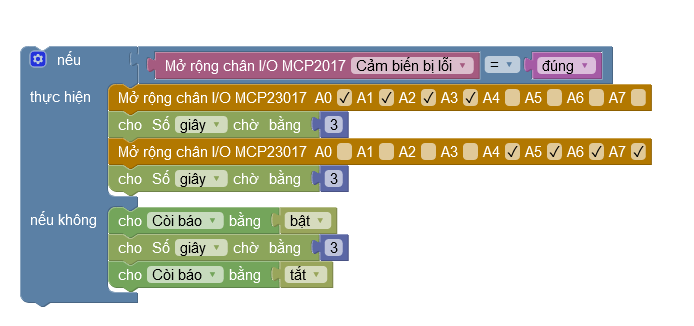 nếu Mở rộng chân I/O MCP2017 Cảm biến bị lỗi = đúng
thực hiện Mở rộng chân I/O MCP23017 A0 ✓ A1 ✓ A2 ✓ A3 ✓ A4 A5 A6 A7
cho Số giây chờ bằng 3
Mở rộng chân I/O MCP23017 A0 A1 A2 A3 A4 ✓ A5 ✓ A6 ✓ A7 ✓
cho Số giây chờ bằng 3
nếu không cho Còi báo bằng bật
cho Số giây chờ bằng 3
cho Còi báo bằng tắt